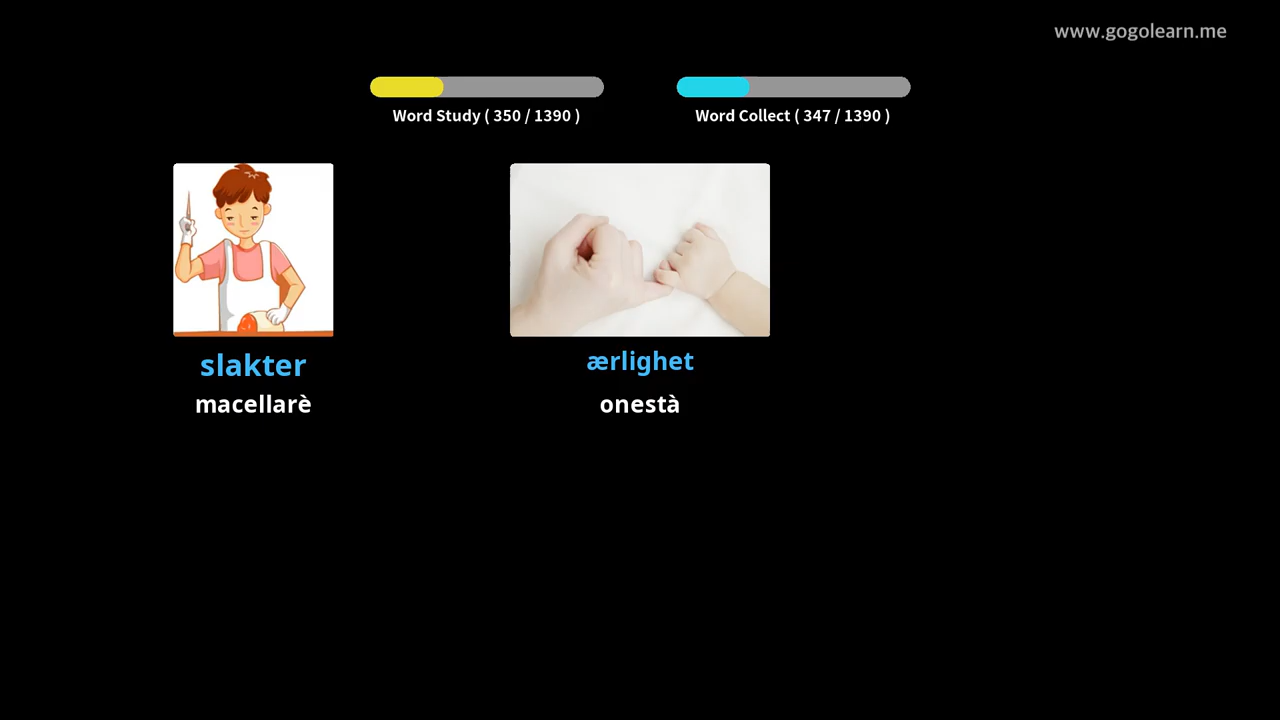 www.gogolearn.me
Word Study ( 350 / 1390 )
Word Collect ( 347 / 1390 )
slakter
macellarè
ærlighet
onestà